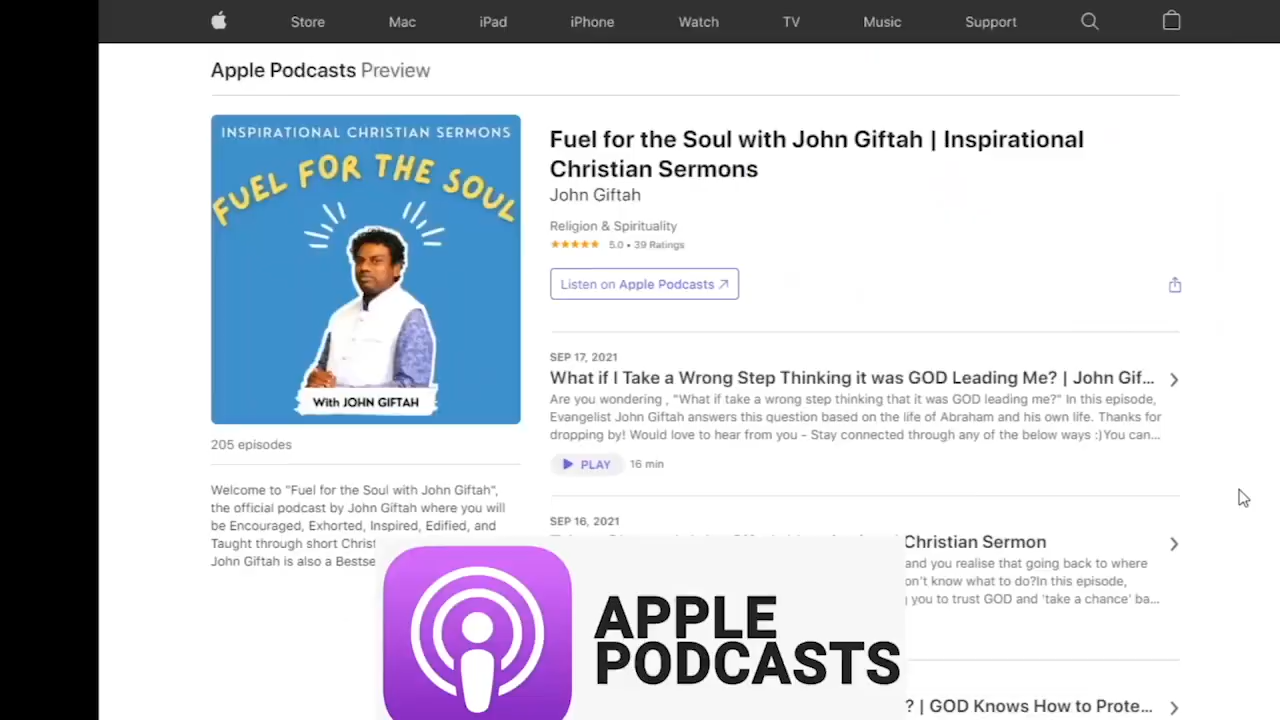 Store Mac iPad iPhone Watch TV Music Support
Apple Podcasts Preview
INSPIRATIONAL CHRISTIAN SERMONS
FUEL FOR THE SOUL
With JOHN GIFTAH
205 episodes
Welcome to "Fuel for the Soul with John Giftah",
the official podcast by John Giftah where you will
be Encouraged, Exhorted, Inspired, Edified, and
Taught through short Christ
John Giftah is also a Bestse
Fuel for the Soul with John Giftah | Inspirational
Christian Sermons
John Giftah
Religion & Spirituality
★★★★★ 5.0 • 39 Ratings
Listen on Apple Podcasts ↗
SEP 17, 2021
What if I Take a Wrong Step Thinking it was GOD Leading Me? | John Gif...
Are you wondering , "What if take a wrong step thinking that it was GOD leading me?" In this episode,
Evangelist John Giftah answers this question based on the life of Abraham and his own life. Thanks for
dropping by! Would love to hear from you - Stay connected through any of the below ways :)You can...
PLAY 16 min
SEP 16, 2021
Christian Sermon
and you realise that going back to where
on't know what to do?In this episode,
you to trust GOD and 'take a chance' ba...
? | GOD Knows How to Prote...
APPLE
PODCASTS